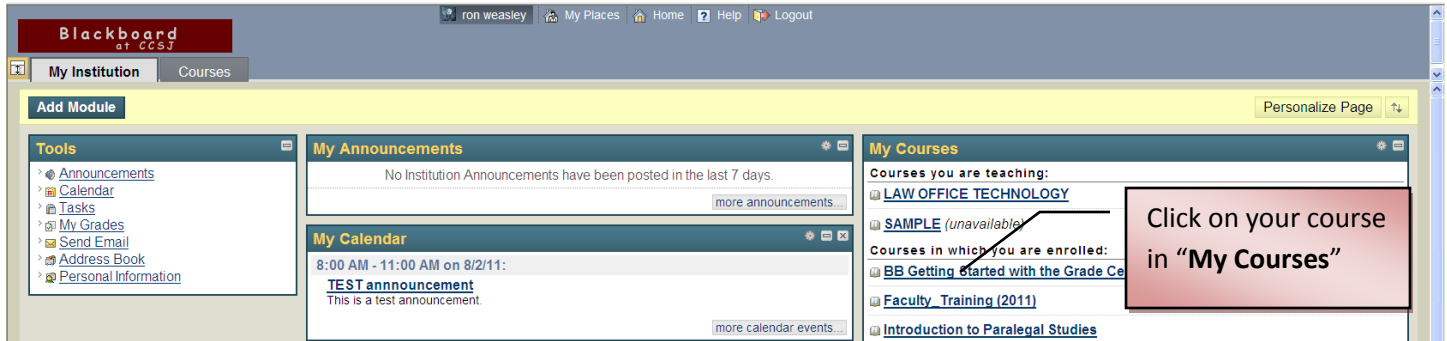 ron weasley My Places Home Help Logout
Blackboard
at CCSJ
My Institution Courses
Add Module
Personalize Page
Tools
Announcements
Calendar
Tasks
My Grades
Send Email
Address Book
Personal Information
My Announcements
No Institution Announcements have been posted in the last 7 days.
more announcements...
My Calendar
8:00 AM - 11:00 AM on 8/2/11:
TEST annnouncement
This is a test announcement.
more calendar events...
My Courses
Courses you are teaching:
LAW OFFICE TECHNOLOGY
SAMPLE (unavailable)
Courses in which you are enrolled:
BB Getting Started with the Grade Ce
Faculty_Training (2011)
Introduction to Paralegal Studies
Click on your course
in “My Courses”